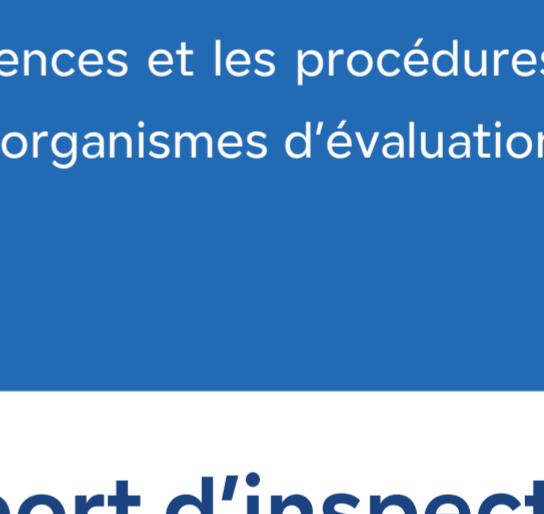 ences et les procédures
organismes d'évaluation
port d'inspect